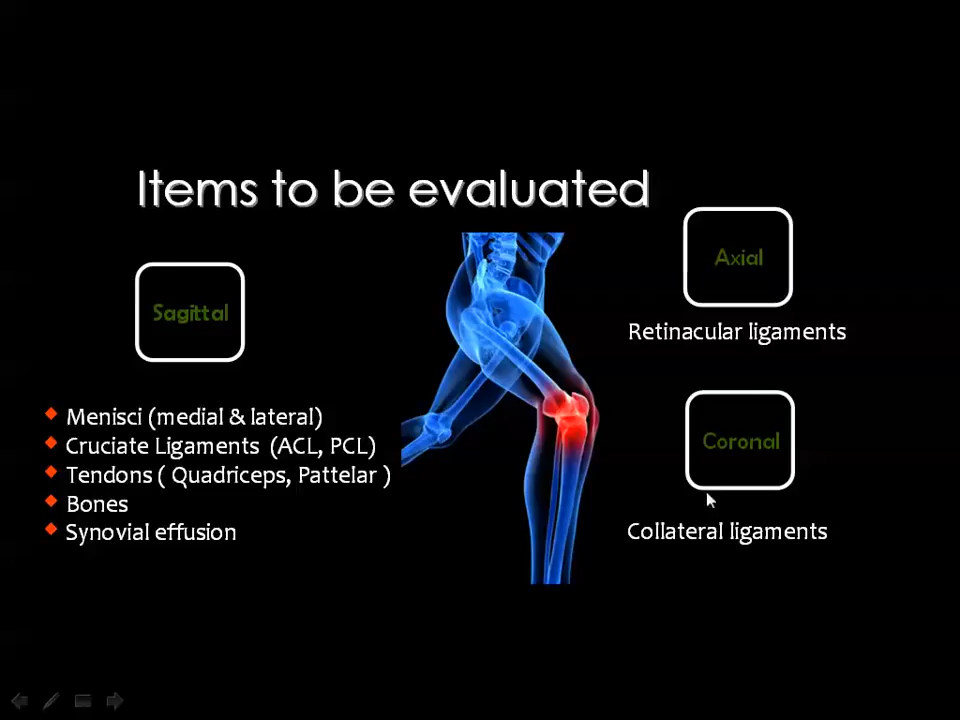 Items to be evaluated
Sagittal
Menisci (medial & lateral)
Cruciate Ligaments (ACL, PCL)
Tendons ( Quadriceps, Pattelar )
Bones
Synovial effusion
Axial
Retinacular ligaments
Coronal
Collateral ligaments